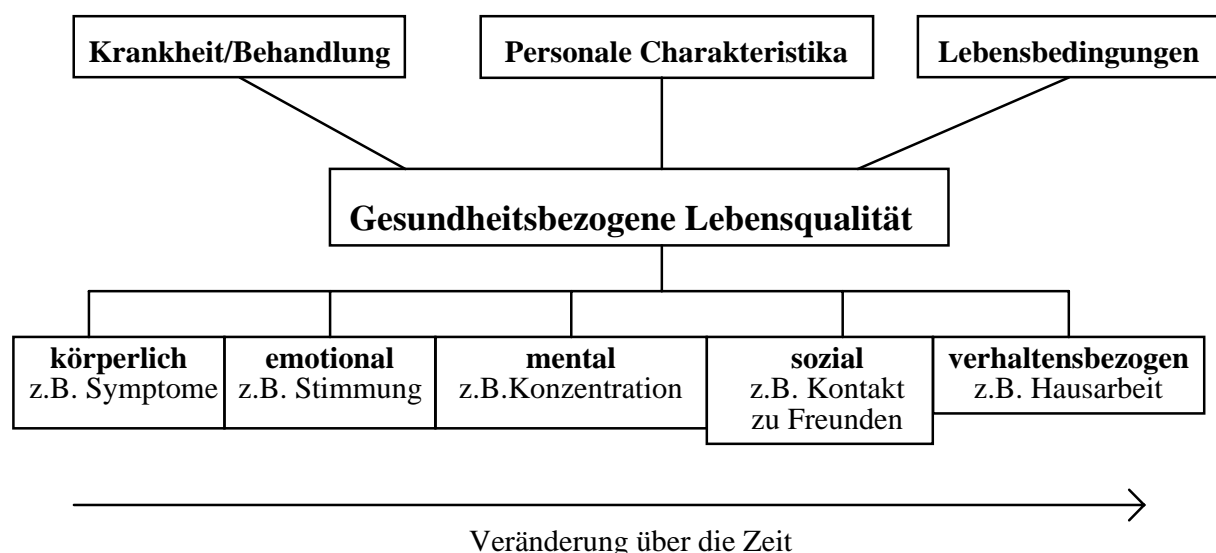 Krankheit/Behandlung
Personale Charakteristika
Lebensbedingungen
Gesundheitsbezogene Lebensqualität
körperlich
z.B. Symptome
emotional
z.B. Stimmung
mental
z.B.Konzentration
sozial
z.B. Kontakt
zu Freunden
verhaltensbezogen
z.B. Hausarbeit
Veränderung über die Zeit